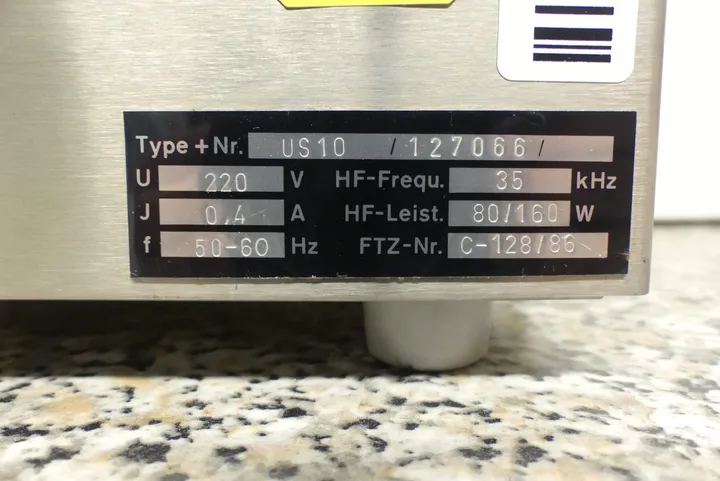 Type + Nr. US10 / 127066 /
U 220 V HF-Frequ. 35 kHz
J 0,4 A HF-Leist. 80/160 W
f 50-60 Hz FTZ-Nr. C-128/86